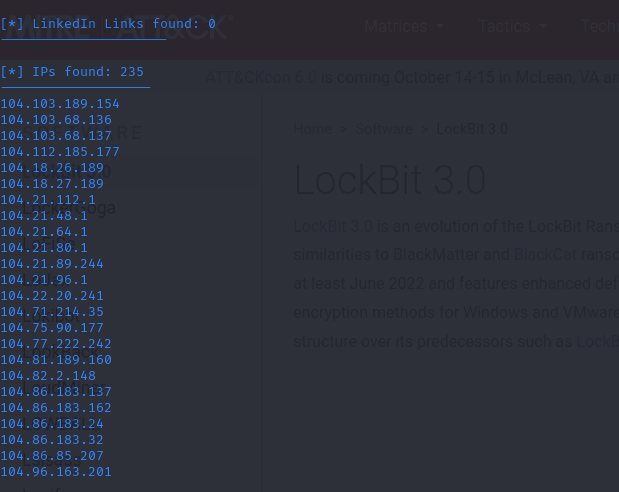 MITRE ATT&CK
Matrices
Tactics
Tech
[*] LinkedIn Links found: 0
[*] IPs found: 235
ATT&CKcon 6.0 is coming October 14-15 in McLean, VA an
104.103.189.154
104.103.68.136
104.103.68.137
104.112.185.177
104.18.26.189
104.18.27.189
104.21.112.1
104.21.48.1
104.21.64.1
104.21.80.1
104.21.89.244
104.21.96.1
104.22.20.241
104.71.214.35
104.75.90.177
104.77.222.242
104.81.189.160
104.82.2.148
104.86.183.137
104.86.183.162
104.86.183.24
104.86.183.32
104.86.85.207
104.96.163.201
LockerGoga
Home > Software > LockBit 3.0
LockBit 3.0
LockBit 3.0 is an evolution of the LockBit Rans
similarities to BlackMatter and BlackCat ranso
at least June 2022 and features enhanced def
encryption methods for Windows and VMware
structure over its predecessors such as LockB